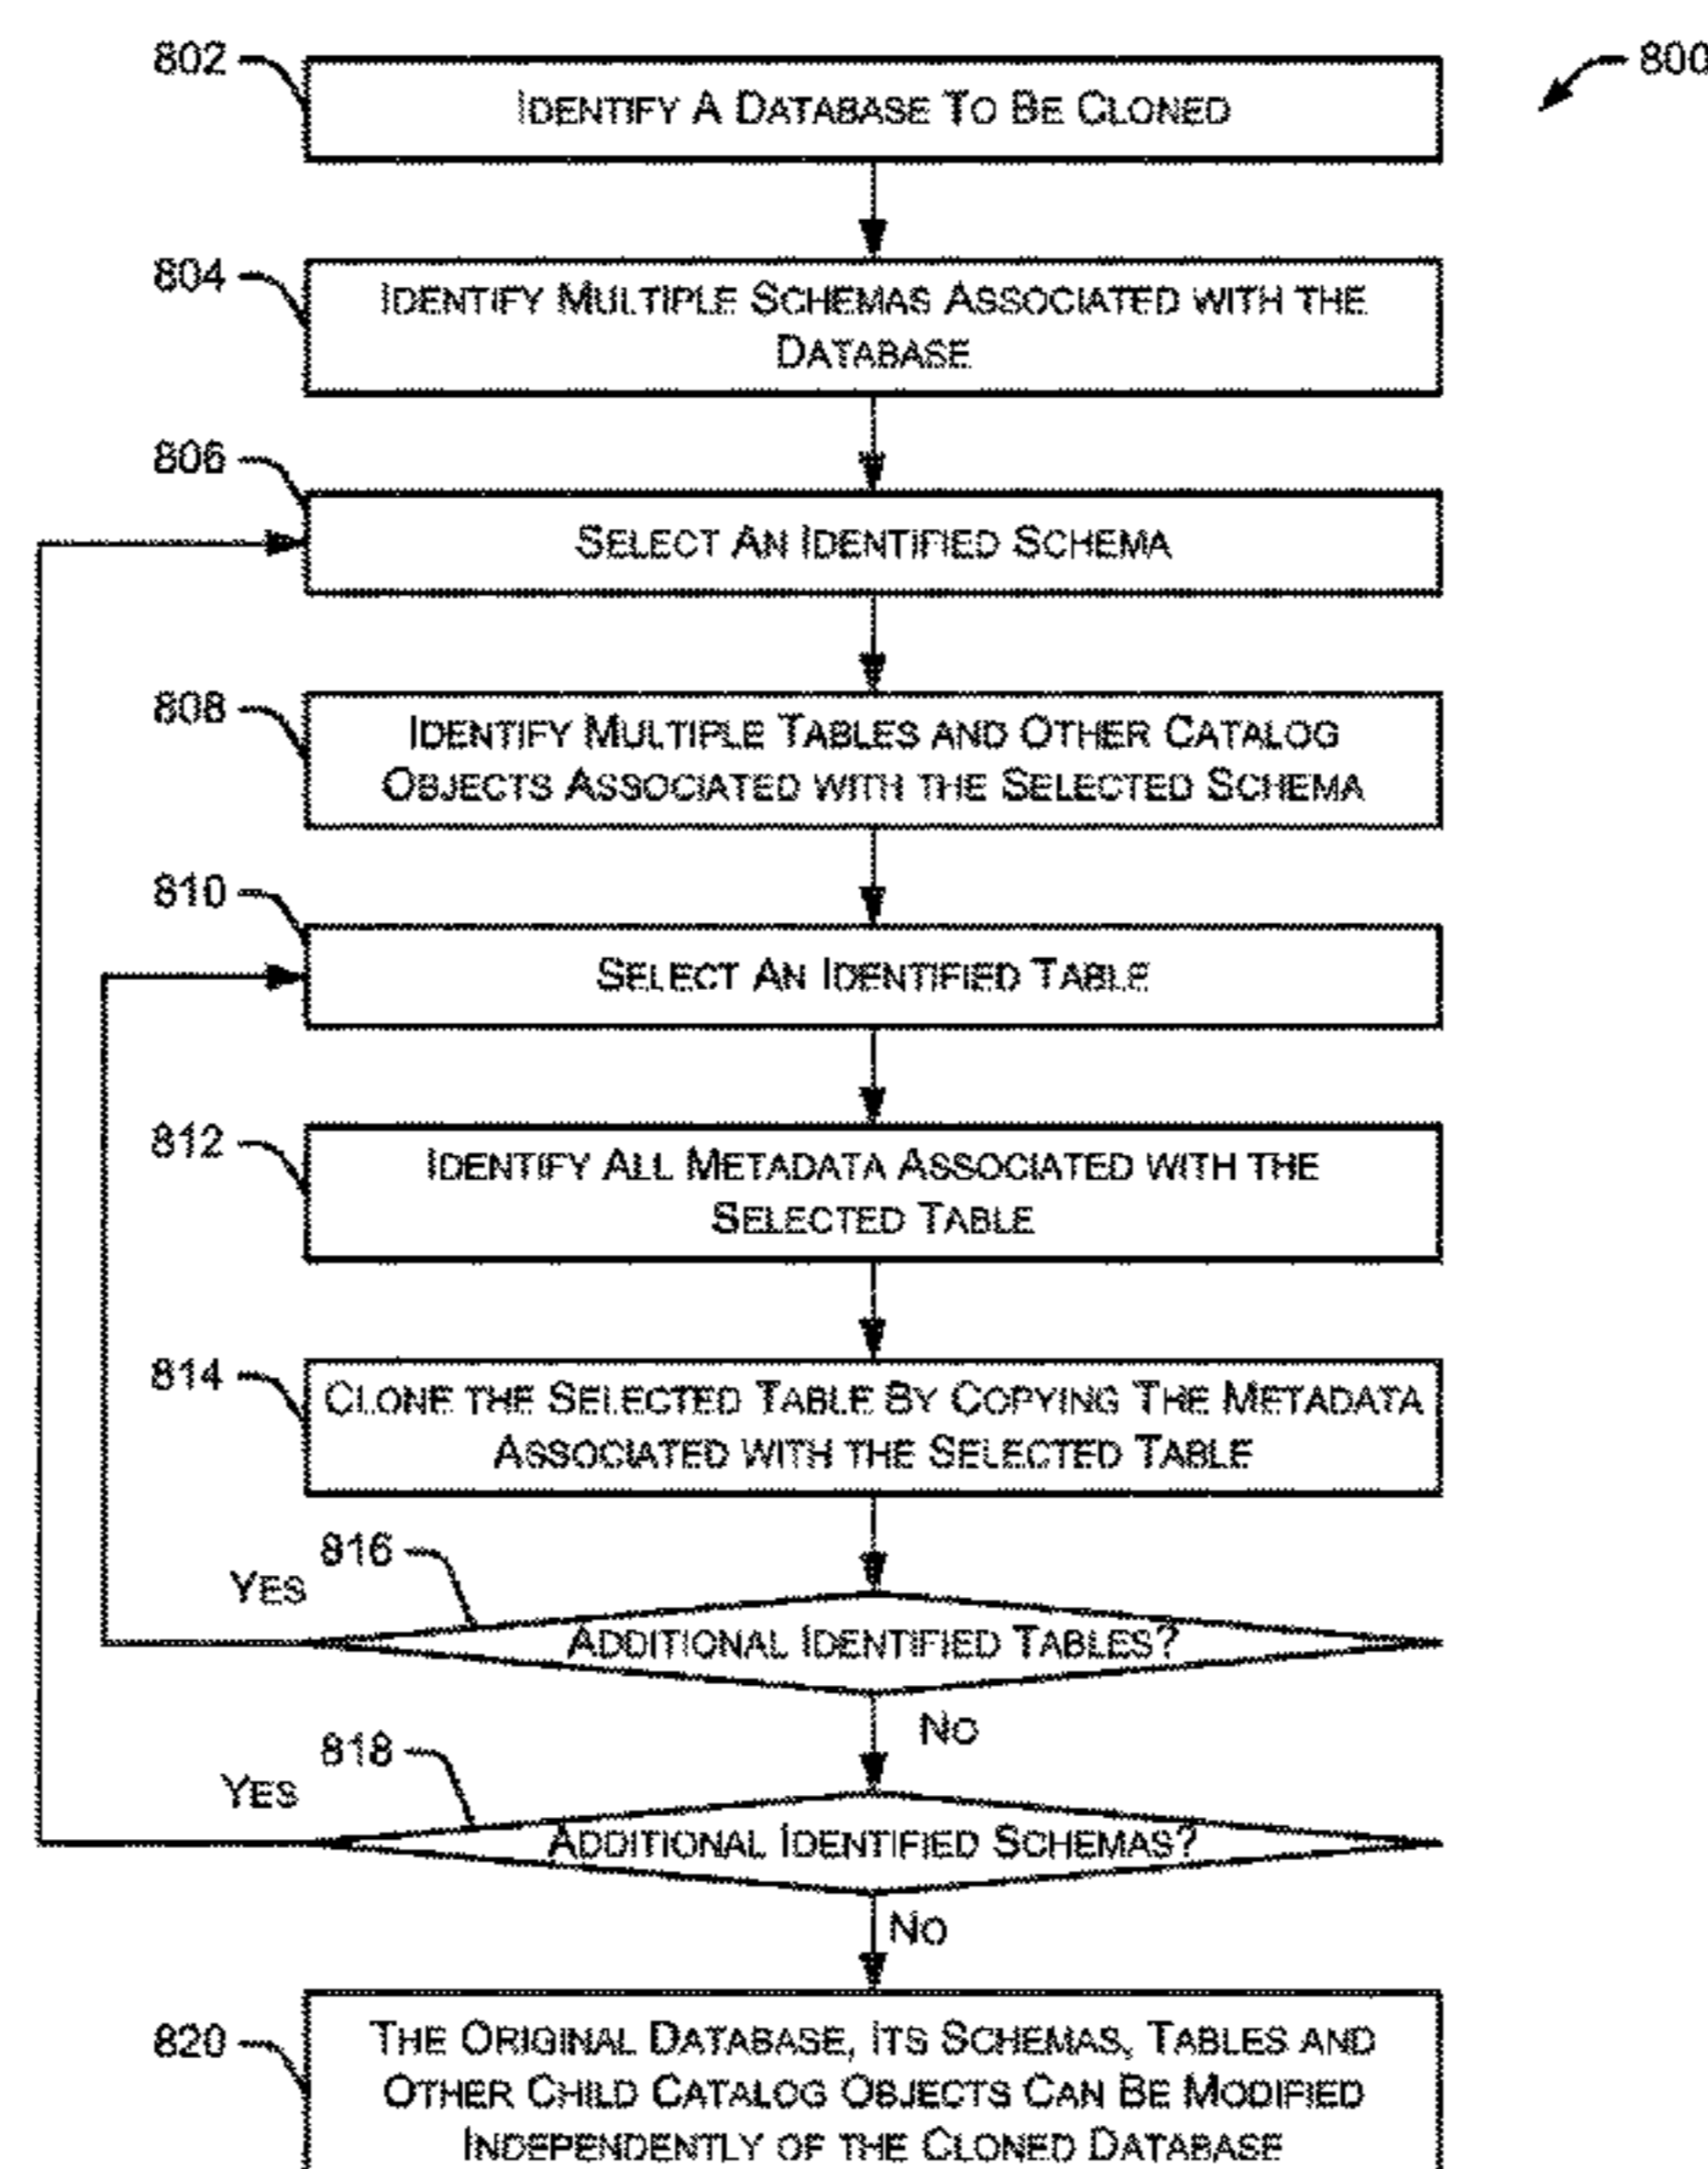 802
IDENTIFY A DATABASE TO BE CLONED
800
804
IDENTIFY MULTIPLE SCHEMAS ASSOCIATED WITH THE
DATABASE
806
SELECT AN IDENTIFIED SCHEMA
808
IDENTIFY MULTIPLE TABLES AND OTHER CATALOG
OBJECTS ASSOCIATED WITH THE SELECTED SCHEMA
810
SELECT AN IDENTIFIED TABLE
812
IDENTIFY ALL METADATA ASSOCIATED WITH THE
SELECTED TABLE
814
CLONE THE SELECTED TABLE BY COPYING THE METADATA
ASSOCIATED WITH THE SELECTED TABLE
816
YES
ADDITIONAL IDENTIFIED TABLES?
NO
818
YES
ADDITIONAL IDENTIFIED SCHEMAS?
NO
820
THE ORIGINAL DATABASE, ITS SCHEMAS, TABLES AND
OTHER CHILD CATALOG OBJECTS CAN BE MODIFIED
INDEPENDENTLY OF THE CLONED DATABASE